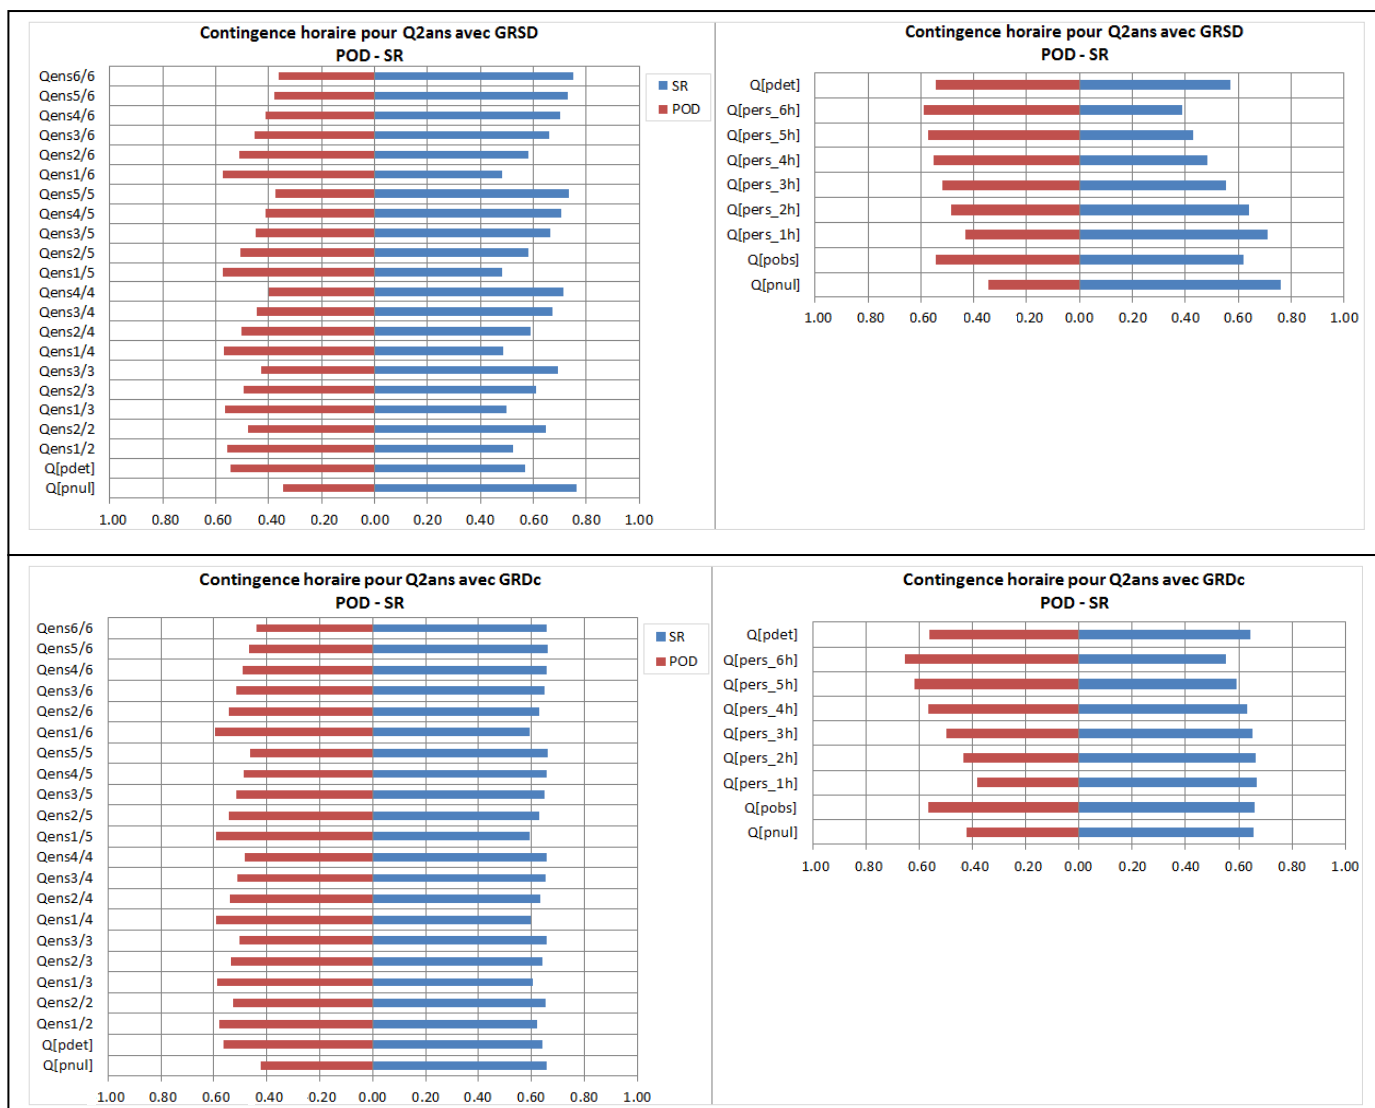 Contingence horaire pour Q2ans avec GRSD
POD - SR
Qens6/6
Qens5/6
Qens4/6
Qens3/6
Qens2/6
Qens1/6
Qens5/5
Qens4/5
Qens3/5
Qens2/5
Qens1/5
Qens4/4
Qens3/4
Qens2/4
Qens1/4
Qens3/3
Qens2/3
Qens1/3
Qens2/2
Qens1/2
Q[pdet]
Q[pnul]
1.00 0.80 0.60 0.40 0.20 0.00 0.20 0.40 0.60 0.80 1.00
SR
POD
Contingence horaire pour Q2ans avec GRSD
POD - SR
Q[pdet]
Q[pers_6h]
Q[pers_5h]
Q[pers_4h]
Q[pers_3h]
Q[pers_2h]
Q[pers_1h]
Q[pobs]
Q[pnul]
1.00 0.80 0.60 0.40 0.20 0.00 0.20 0.40 0.60 0.80 1.00
Contingence horaire pour Q2ans avec GRDc
POD - SR
Qens6/6
Qens5/6
Qens4/6
Qens3/6
Qens2/6
Qens1/6
Qens5/5
Qens4/5
Qens3/5
Qens2/5
Qens1/5
Qens4/4
Qens3/4
Qens2/4
Qens1/4
Qens3/3
Qens2/3
Qens1/3
Qens2/2
Qens1/2
Q[pdet]
Q[pnul]
1.00 0.80 0.60 0.40 0.20 0.00 0.20 0.40 0.60 0.80 1.00
SR
POD
Contingence horaire pour Q2ans avec GRDc
POD - SR
Q[pdet]
Q[pers_6h]
Q[pers_5h]
Q[pers_4h]
Q[pers_3h]
Q[pers_2h]
Q[pers_1h]
Q[pobs]
Q[pnul]
1.00 0.80 0.60 0.40 0.20 0.00 0.20 0.40 0.60 0.80 1.00